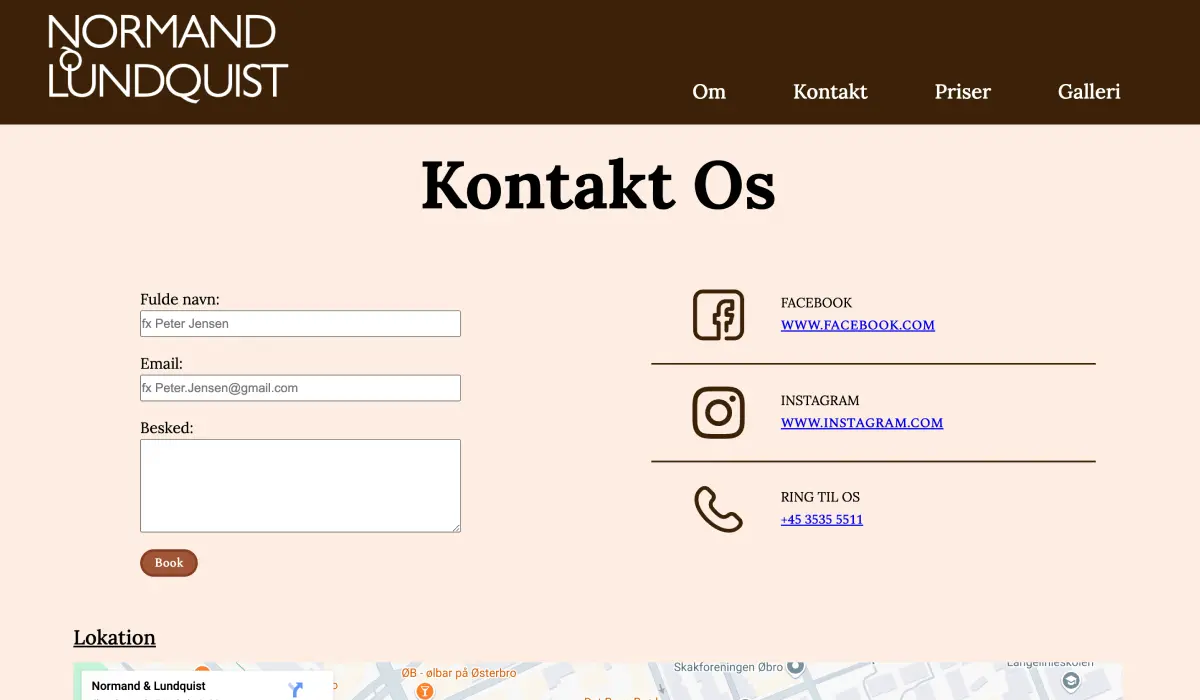 NORMAND
&
LUNDQUIST
Om
Kontakt
Priser
Galleri
Kontakt Os
Fulde navn:
fx Peter Jensen
Email:
fx Peter.Jensen@gmail.com
Besked:
Book
FACEBOOK
WWW.FACEBOOK.COM
INSTAGRAM
WWW.INSTAGRAM.COM
RING TIL OS
+45 3535 5511
Lokation
Normand & Lundquist
ØB - ølbar på Østerbro
Skakforeningen Øbro
Langelinieskolen